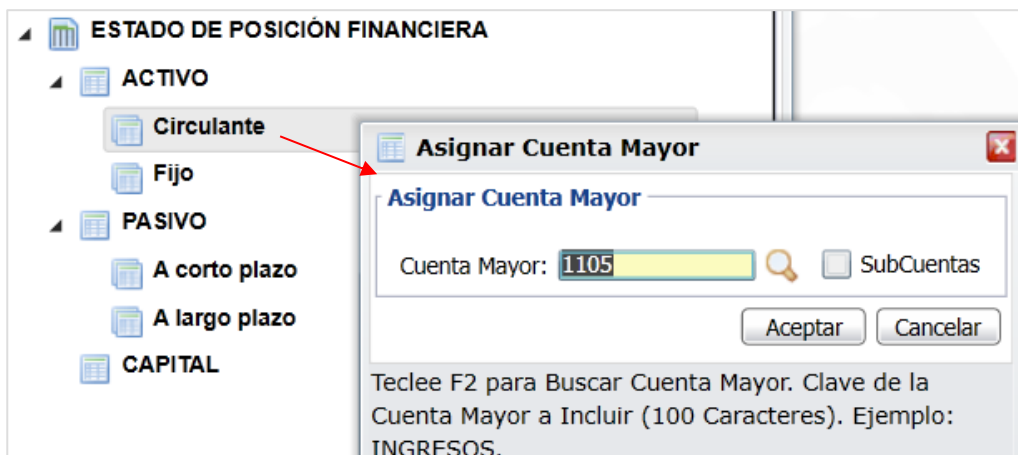 ESTADO DE POSICIÓN FINANCIERA
ACTIVO
Circulante
Fijo
PASIVO
A corto plazo
A largo plazo
CAPITAL
Asignar Cuenta Mayor
Asignar Cuenta Mayor
Cuenta Mayor: 1105 SubCuentas
Aceptar Cancelar
Teclee F2 para Buscar Cuenta Mayor. Clave de la
Cuenta Mayor a Incluir (100 Caracteres). Ejemplo:
INGRESOS.